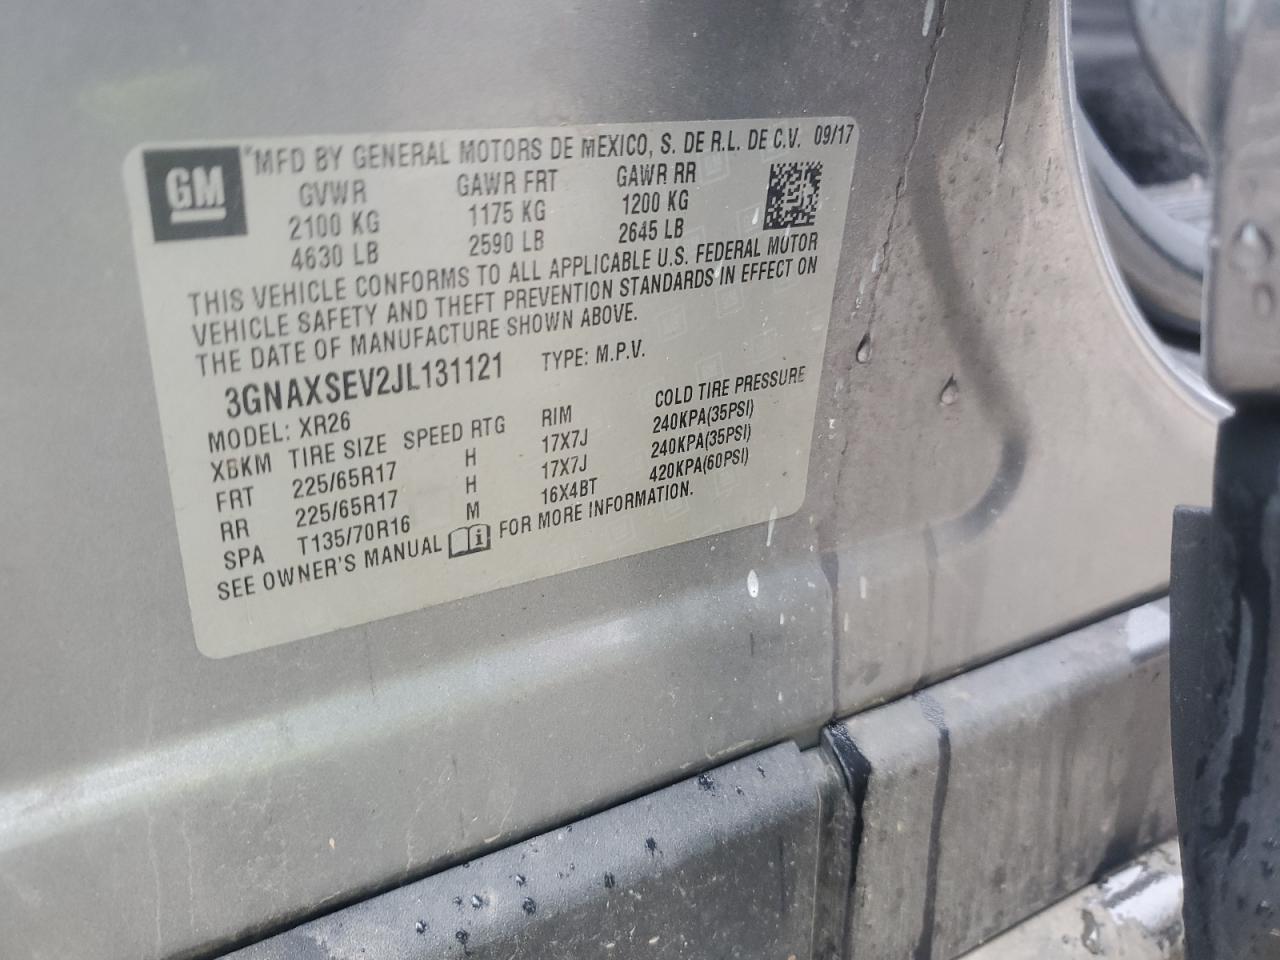 GM
*MFD BY GENERAL MOTORS DE MEXICO, S. DE R.L. DE C.V. 09/17
GVWR GAWR FRT GAWR RR
2100 KG 1175 KG 1200 KG
4630 LB 2590 LB 2645 LB
THIS VEHICLE CONFORMS TO ALL APPLICABLE U.S. FEDERAL MOTOR
VEHICLE SAFETY AND THEFT PREVENTION STANDARDS IN EFFECT ON
THE DATE OF MANUFACTURE SHOWN ABOVE.
3GNAXSEV2JL131121 TYPE: M.P.V.
MODEL: XR26
XBKM TIRE SIZE SPEED RTG RIM COLD TIRE PRESSURE
FRT 225/65R17 H 17X7J 240KPA(35PSI)
RR 225/65R17 H 17X7J 240KPA(35PSI)
SPA T135/70R16 M 16X4BT 420KPA(60PSI)
SEE OWNER'S MANUAL i FOR MORE INFORMATION.